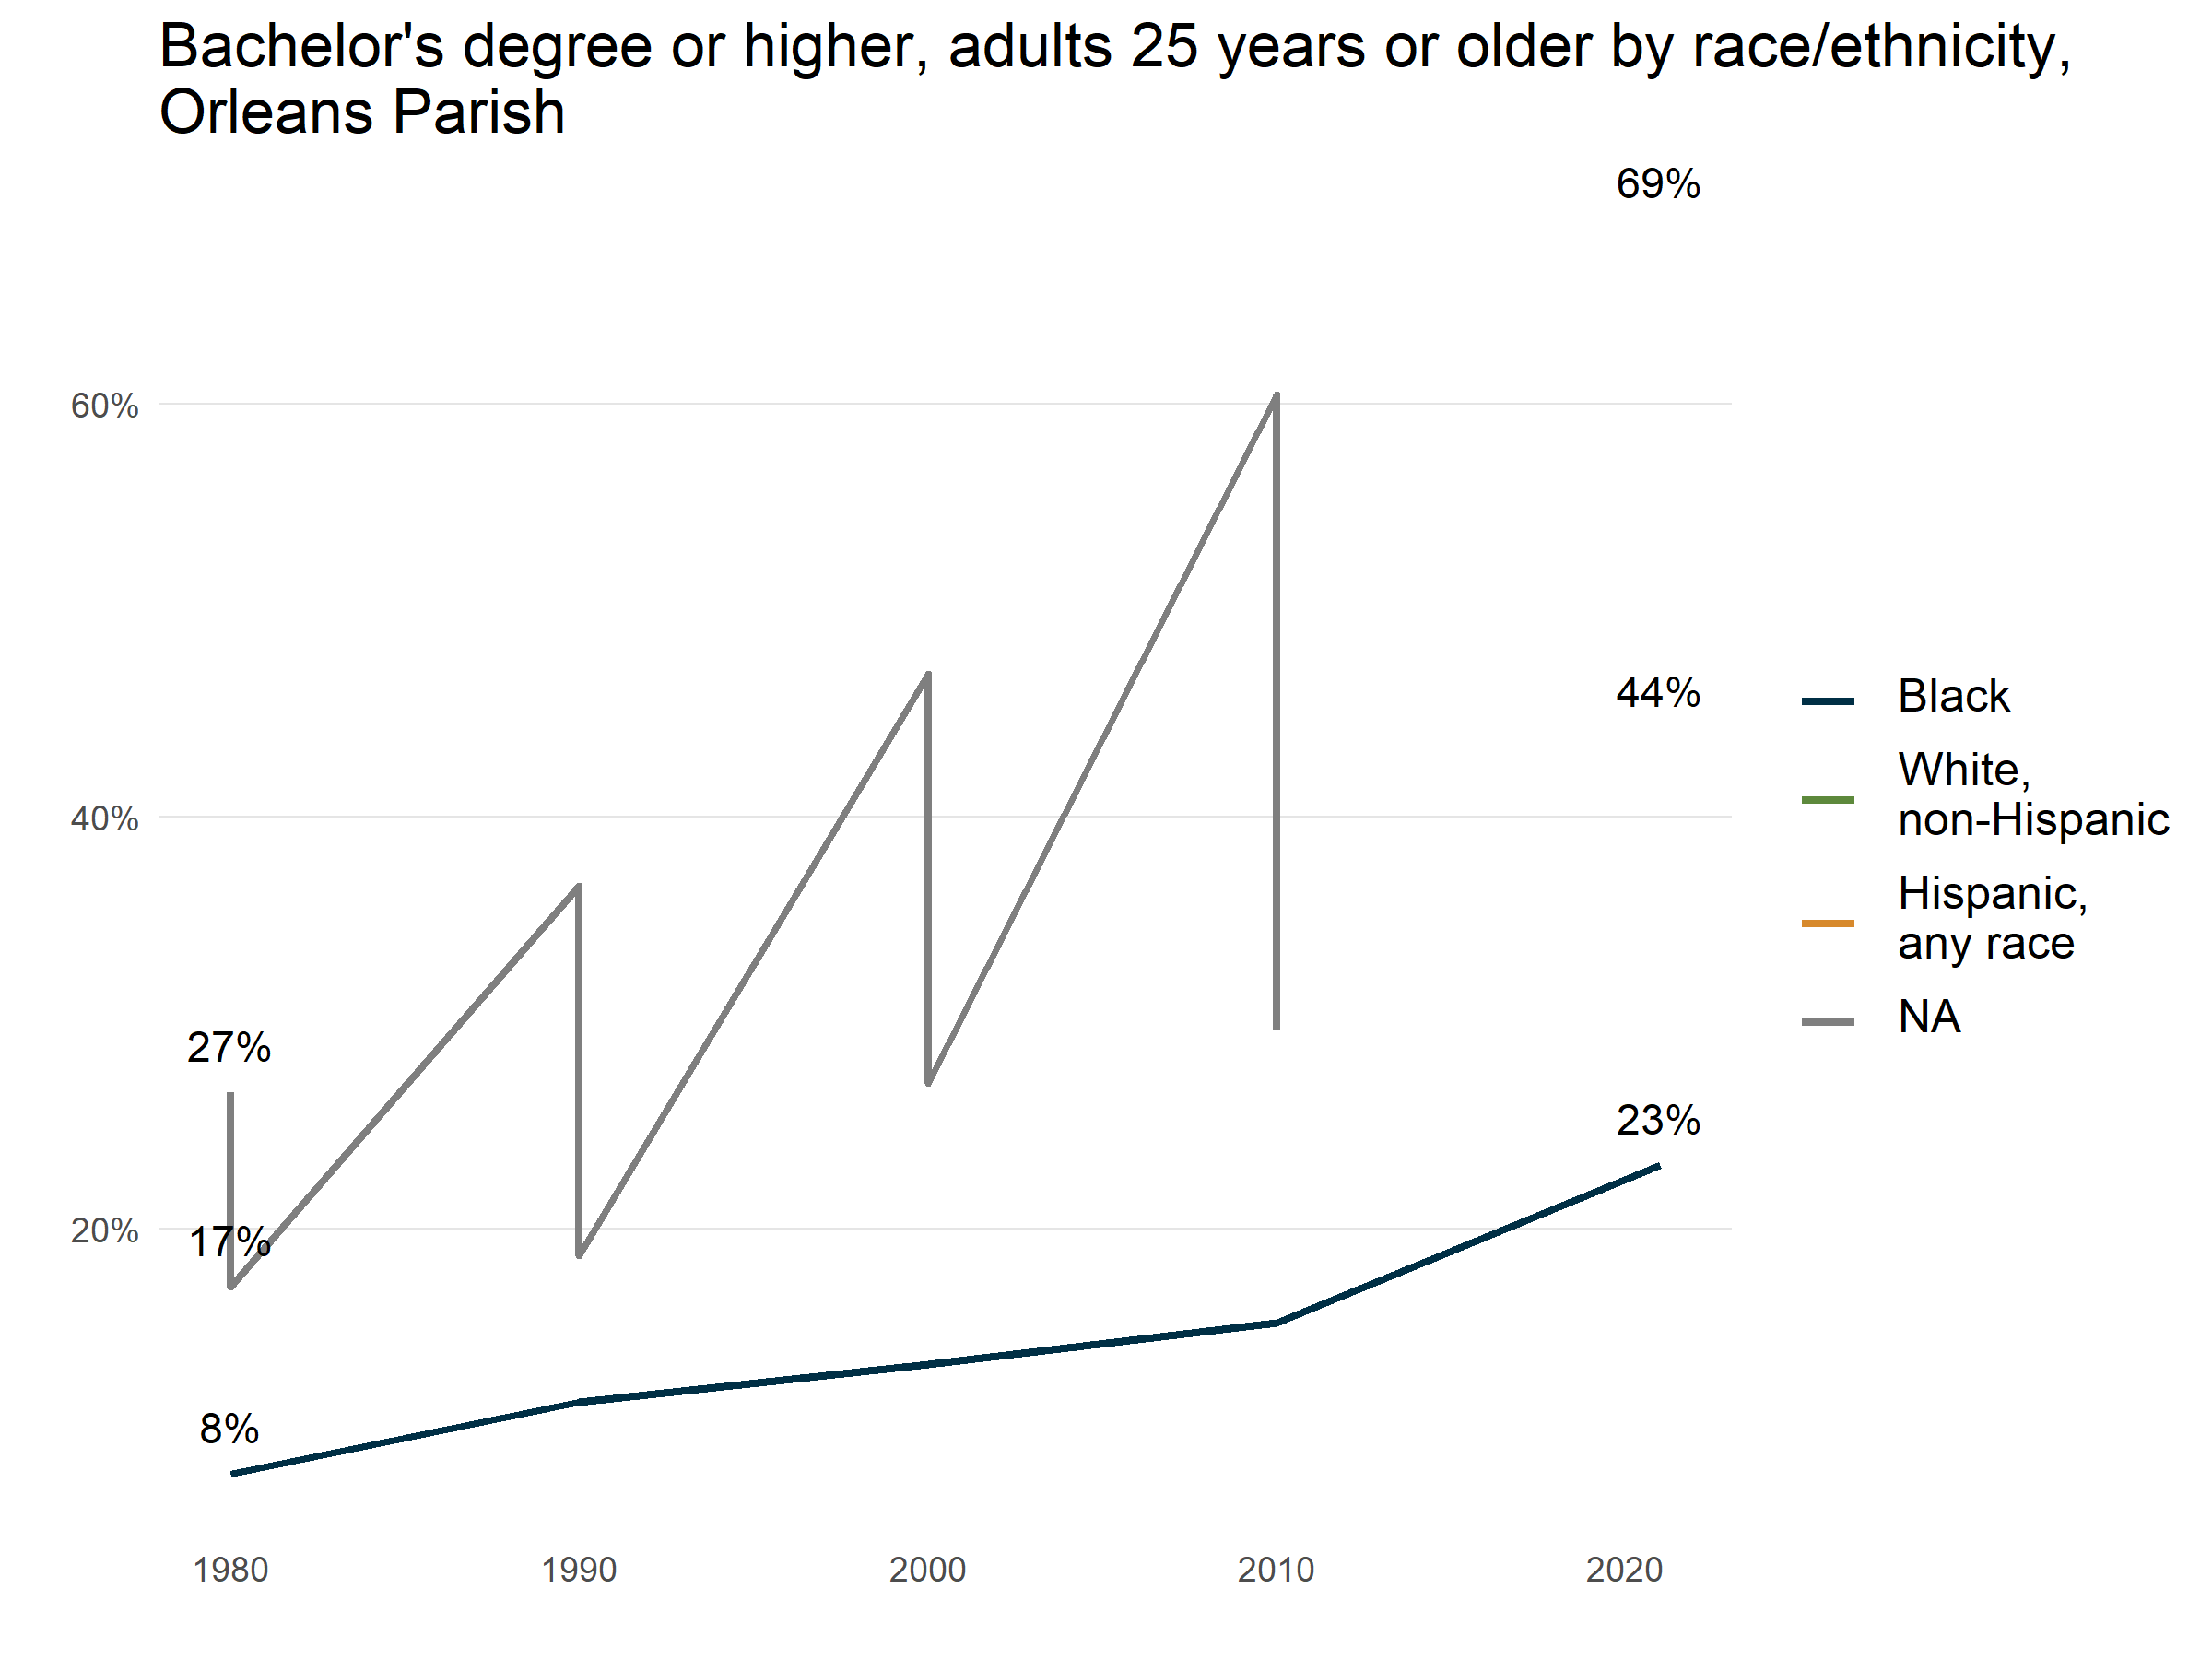 Bachelor's degree or higher, adults 25 years or older by race/ethnicity,
Orleans Parish
69%
60%
44%
40%
27%
23%
20%
17%
8%
1980 1990 2000 2010 2020
Black
White,
non-Hispanic
Hispanic,
any race
NA